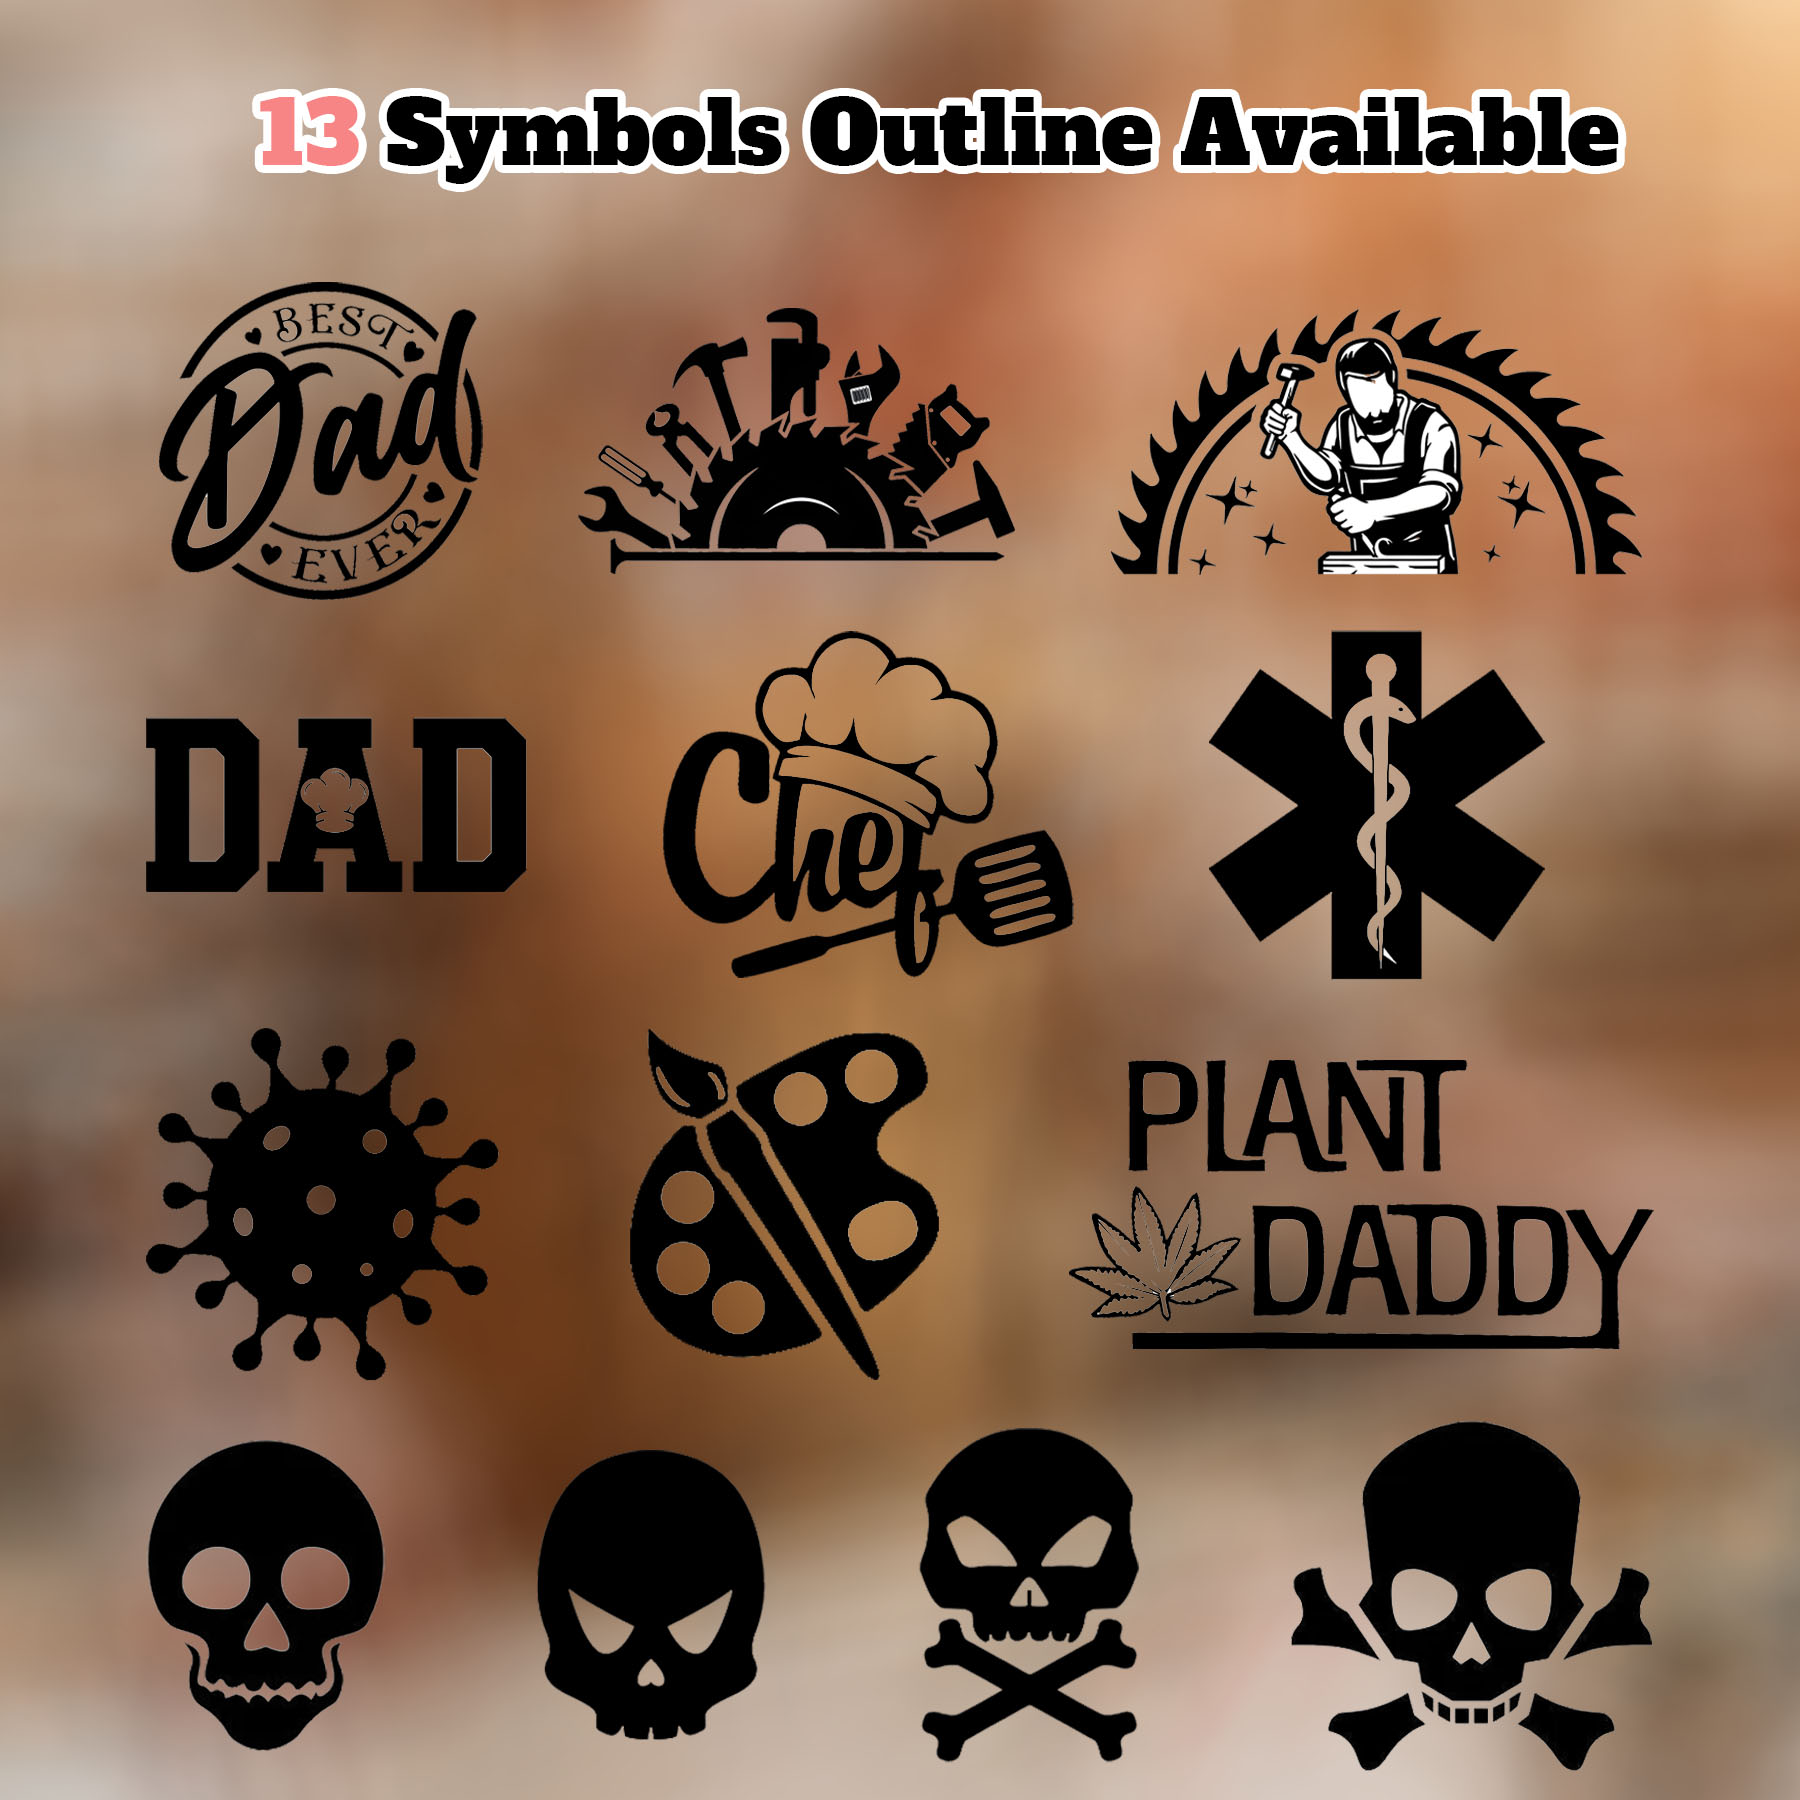 13 Symbols Outline Available
BEST
Dad
EVER
DAD
Chef
PLANT
DADDY